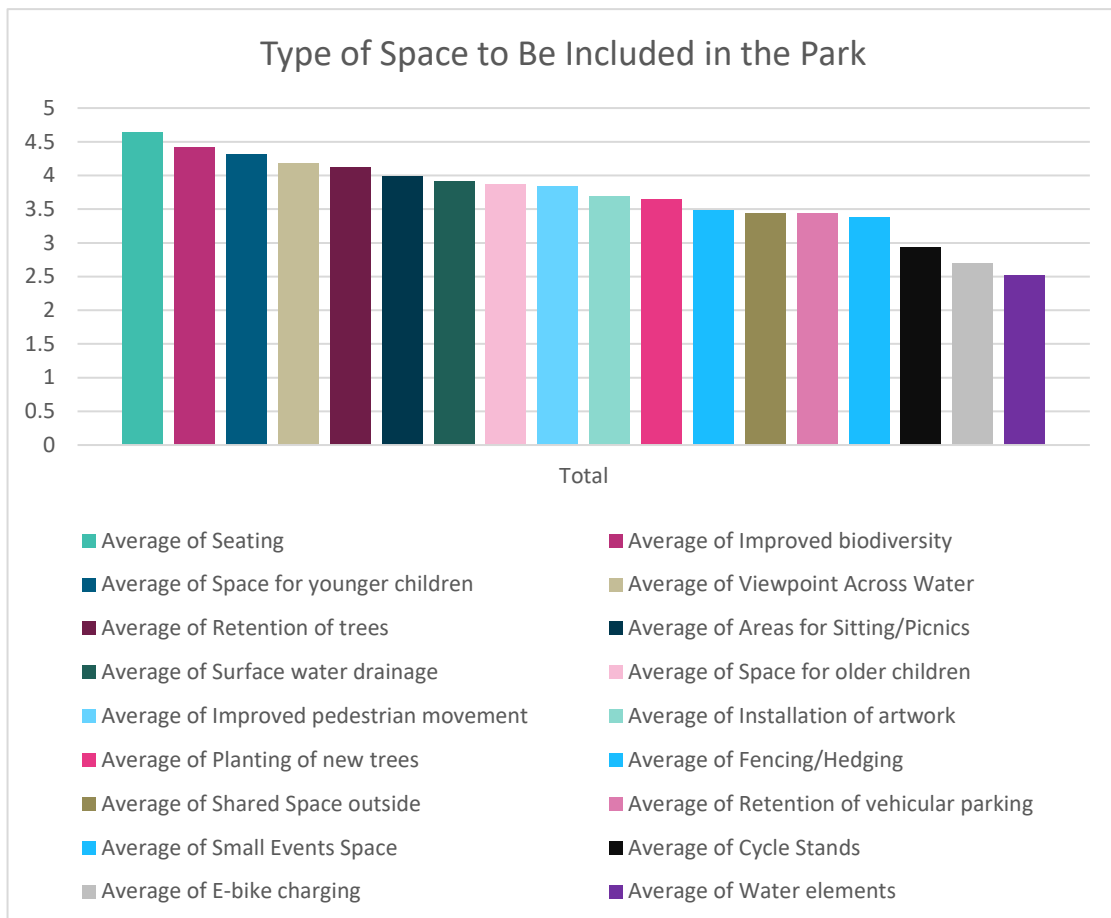 Type of Space to Be Included in the Park
5
4.5
4
3.5
3
2.5
2
1.5
1
0.5
0
Total
Average of Seating
Average of Improved biodiversity
Average of Space for younger children
Average of Viewpoint Across Water
Average of Retention of trees
Average of Areas for Sitting/Picnics
Average of Surface water drainage
Average of Space for older children
Average of Improved pedestrian movement
Average of Installation of artwork
Average of Planting of new trees
Average of Fencing/Hedging
Average of Shared Space outside
Average of Retention of vehicular parking
Average of Small Events Space
Average of Cycle Stands
Average of E-bike charging
Average of Water elements